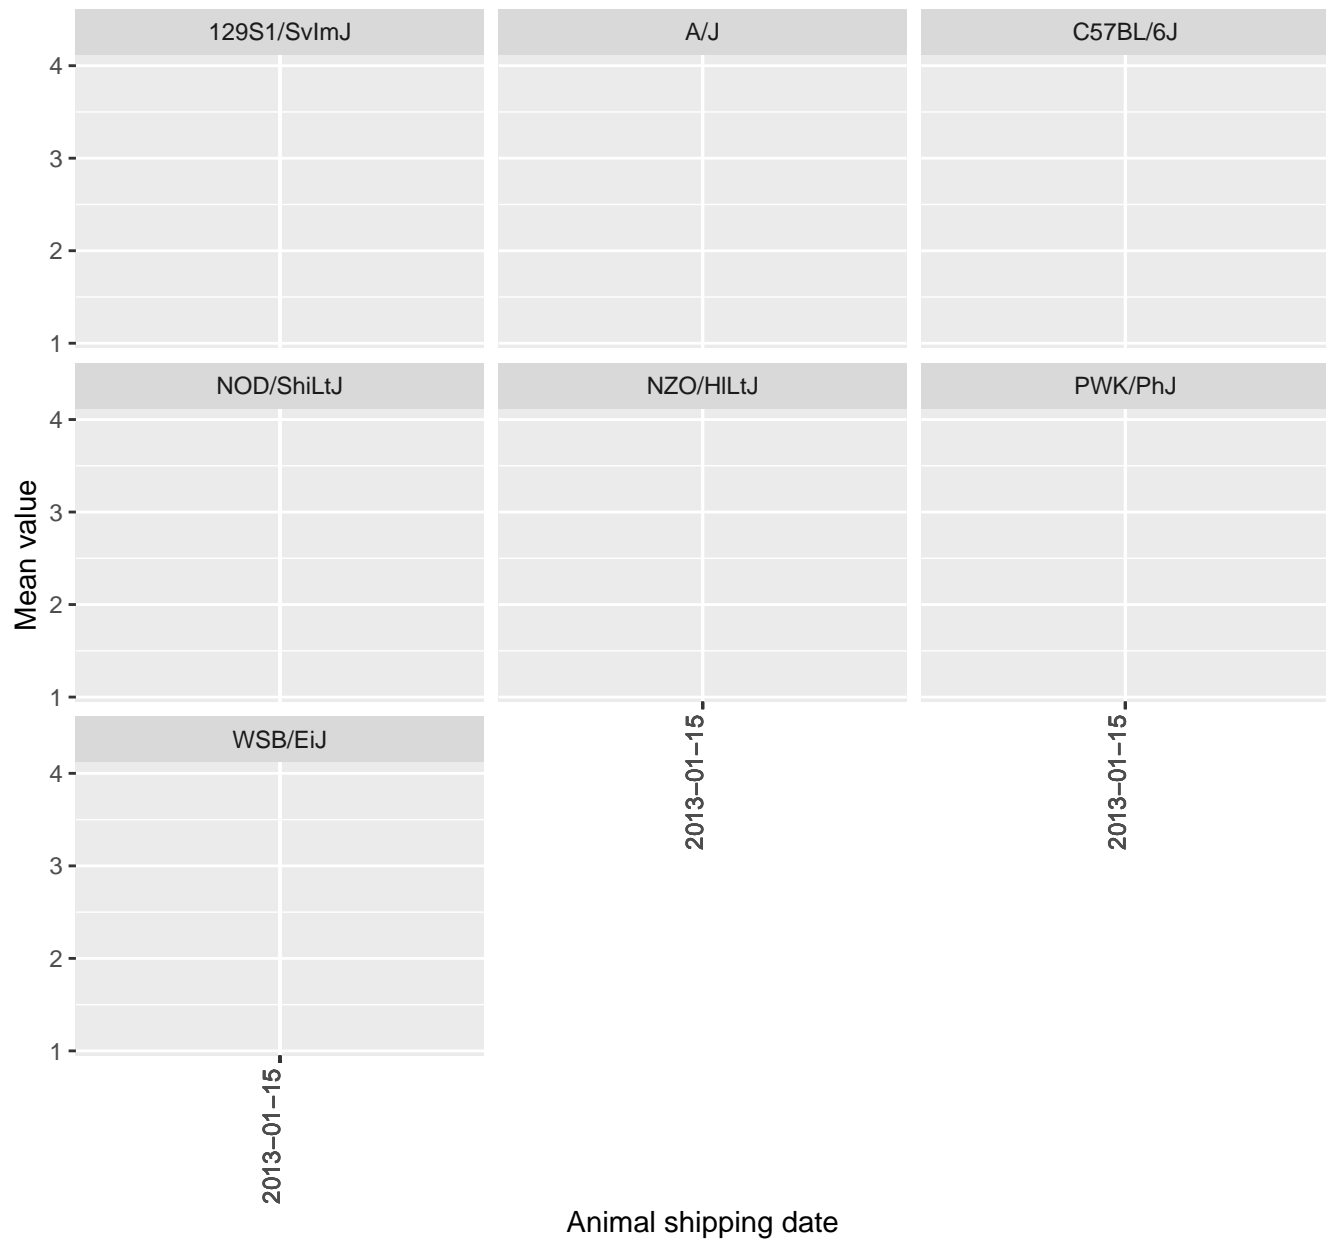 129S1/SvImJ
A/J
C57BL/6J
4
3
2
1
NOD/ShiLtJ
NZO/HlLtJ
PWK/PhJ
4
3
2
1
Mean value
2013−01−15
2013−01−15
WSB/EiJ
4
3
2
1
2013−01−15
Animal shipping date